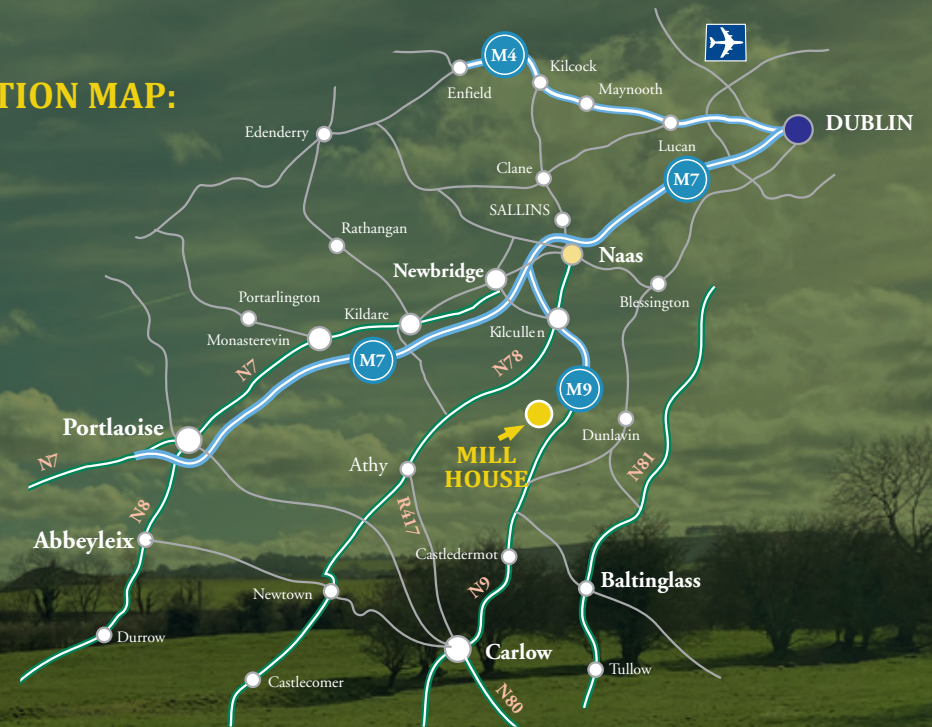 TION MAP:
M4
Kilcock
Enfield
Maynooth
DUBLIN
Edenderry
Lucan
Clane
M7
SALLINS
Rathangan
Naas
Newbridge
Blessington
Portlarlington
Kildare
Kilcullen
Monasterevin
M7
N7
N78
M9
Portlaoise
Dunlavin
MILL
HOUSE
N7
Athy
N81
N8
R417
Abbeyleix
Castledermot
N9
Baltinglass
Newtown
Durrow
Carlow
Tullow
Castlecomer
N80